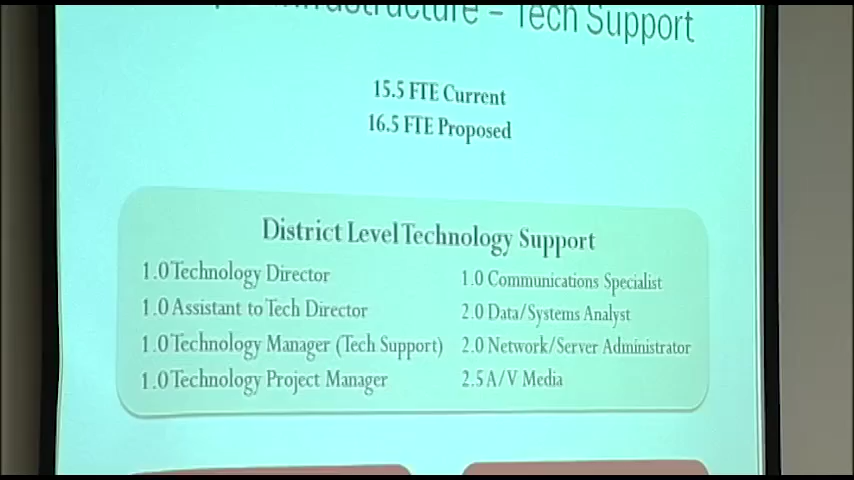 – Tech Support
15.5 FTE Current
16.5 FTE Proposed
District Level Technology Support
1.0 Technology Director
1.0 Assistant to Tech Director
1.0 Technology Manager (Tech Support)
1.0 Technology Project Manager
1.0 Communications Specialist
2.0 Data/Systems Analyst
2.0 Network/Server Administrator
2.5 A/V Media